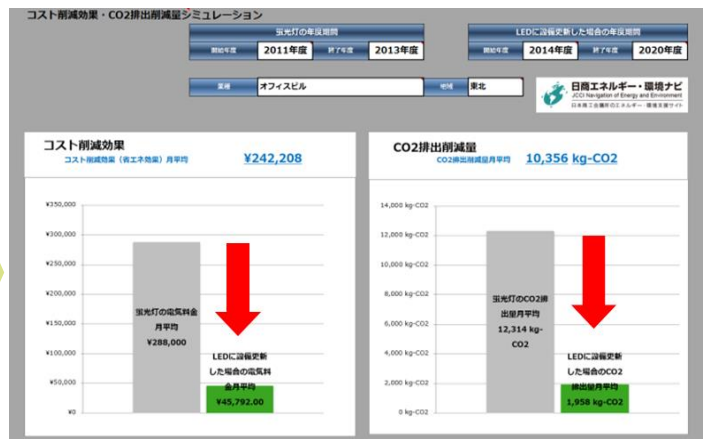 コスト削減効果・CO2排出削減量シミュレーション
蛍光灯の年度期間
開始年度 2011年度 終了年度 2013年度
LEDに設備更新した場合の年度期間
開始年度 2014年度 終了年度 2020年度
業種 オフィスビル
地域 東北
日商エネルギー・環境ナビ
JCCI Navigation of Energy and Environment
日本商工会議所のエネルギー・環境支援サイト
コスト削減効果
コスト削減効果（省エネ効果）月平均 ¥242,208
¥350,000
¥300,000
¥250,000
¥200,000
¥150,000
¥100,000
¥50,000
¥0
蛍光灯の電気料金
月平均
¥288,000
LEDに設備更新
した場合の電気料
金月平均
¥45,792.00
CO2排出削減量
CO2排出削減量月平均 10,356 kg-CO2
14,000 kg-CO2
12,000 kg-CO2
10,000 kg-CO2
8,000 kg-CO2
6,000 kg-CO2
4,000 kg-CO2
2,000 kg-CO2
0 kg-CO2
蛍光灯のCO2排
出量月平均
12,314 kg-
CO2
LEDに設備更新
した場合のCO2
排出量月平均
1,958 kg-CO2